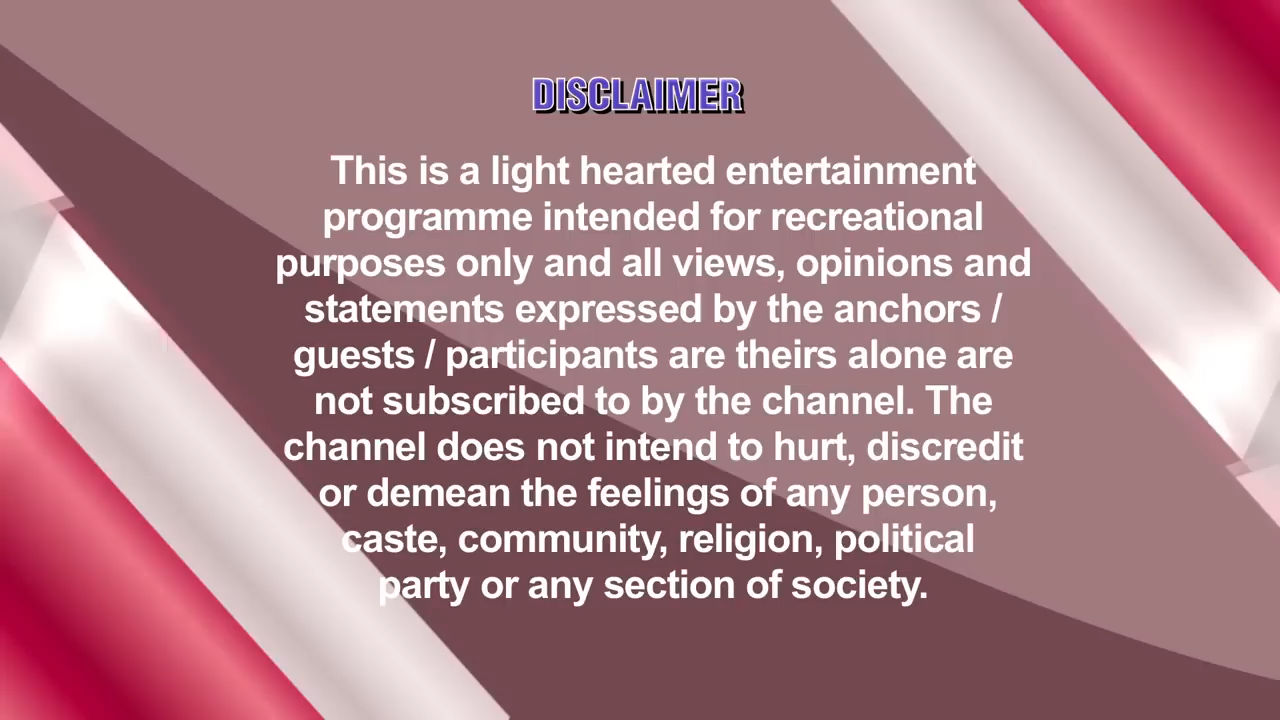 DISCLAIMER
This is a light hearted entertainment
programme intended for recreational
purposes only and all views, opinions and
statements expressed by the anchors /
guests / participants are theirs alone are
not subscribed to by the channel. The
channel does not intend to hurt, discredit
or demean the feelings of any person,
caste, community, religion, political
party or any section of society.